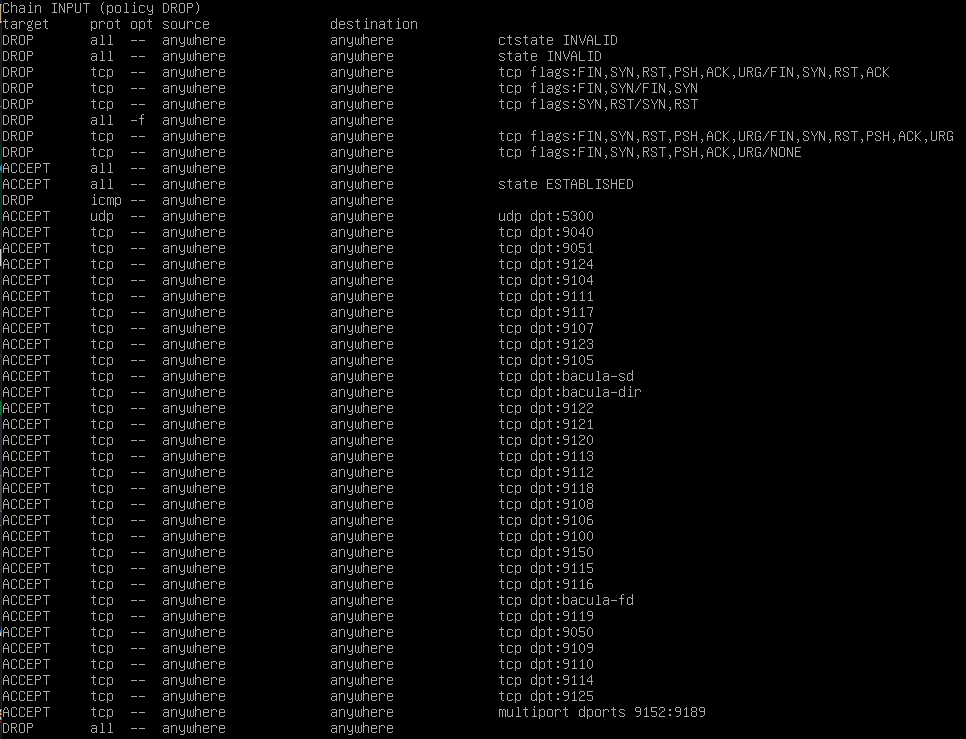 Chain INPUT (policy DROP)
target prot opt source destination
DROP all -- anywhere anywhere ctstate INVALID
DROP all -- anywhere anywhere state INVALID
DROP tcp -- anywhere anywhere tcp flags:FIN,SYN,RST,PSH,ACK,URG/FIN,SYN,RST,ACK
DROP tcp -- anywhere anywhere tcp flags:FIN,SYN/FIN,SYN
DROP tcp -- anywhere anywhere tcp flags:SYN,RST/SYN,RST
DROP all -f anywhere anywhere
DROP tcp -- anywhere anywhere tcp flags:FIN,SYN,RST,PSH,ACK,URG/FIN,SYN,RST,PSH,ACK,URG
DROP tcp -- anywhere anywhere tcp flags:FIN,SYN,RST,PSH,ACK,URG/NONE
ACCEPT all -- anywhere anywhere
ACCEPT all -- anywhere anywhere state ESTABLISHED
DROP icmp -- anywhere anywhere
ACCEPT udp -- anywhere anywhere udp dpt:5300
ACCEPT tcp -- anywhere anywhere tcp dpt:9040
ACCEPT tcp -- anywhere anywhere tcp dpt:9051
ACCEPT tcp -- anywhere anywhere tcp dpt:9124
ACCEPT tcp -- anywhere anywhere tcp dpt:9104
ACCEPT tcp -- anywhere anywhere tcp dpt:9111
ACCEPT tcp -- anywhere anywhere tcp dpt:9117
ACCEPT tcp -- anywhere anywhere tcp dpt:9107
ACCEPT tcp -- anywhere anywhere tcp dpt:9123
ACCEPT tcp -- anywhere anywhere tcp dpt:9105
ACCEPT tcp -- anywhere anywhere tcp dpt:bacula-sd
ACCEPT tcp -- anywhere anywhere tcp dpt:bacula-dir
ACCEPT tcp -- anywhere anywhere tcp dpt:9122
ACCEPT tcp -- anywhere anywhere tcp dpt:9121
ACCEPT tcp -- anywhere anywhere tcp dpt:9120
ACCEPT tcp -- anywhere anywhere tcp dpt:9113
ACCEPT tcp -- anywhere anywhere tcp dpt:9112
ACCEPT tcp -- anywhere anywhere tcp dpt:9118
ACCEPT tcp -- anywhere anywhere tcp dpt:9108
ACCEPT tcp -- anywhere anywhere tcp dpt:9106
ACCEPT tcp -- anywhere anywhere tcp dpt:9100
ACCEPT tcp -- anywhere anywhere tcp dpt:9150
ACCEPT tcp -- anywhere anywhere tcp dpt:9115
ACCEPT tcp -- anywhere anywhere tcp dpt:9116
ACCEPT tcp -- anywhere anywhere tcp dpt:bacula-fd
ACCEPT tcp -- anywhere anywhere tcp dpt:9119
ACCEPT tcp -- anywhere anywhere tcp dpt:9050
ACCEPT tcp -- anywhere anywhere tcp dpt:9109
ACCEPT tcp -- anywhere anywhere tcp dpt:9110
ACCEPT tcp -- anywhere anywhere tcp dpt:9114
ACCEPT tcp -- anywhere anywhere tcp dpt:9125
ACCEPT tcp -- anywhere anywhere multiport dports 9152:9189
DROP all -- anywhere anywhere